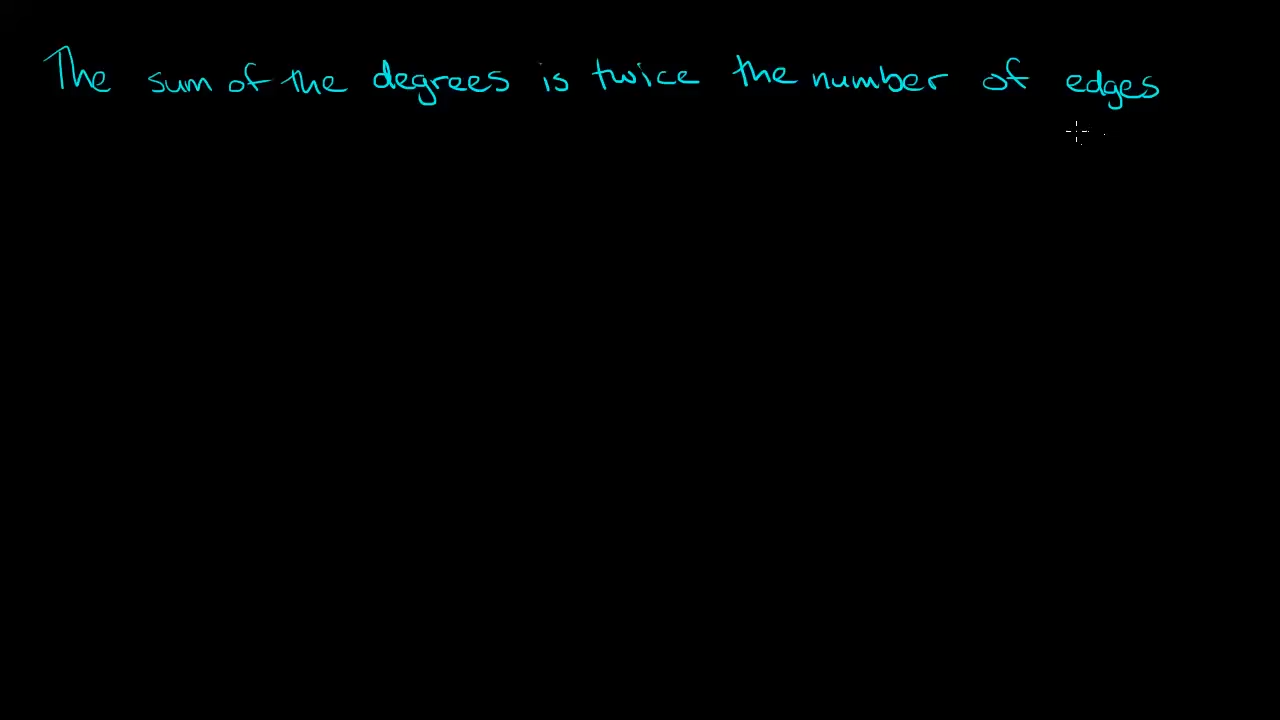 The sum of the degrees is twice the number of edges